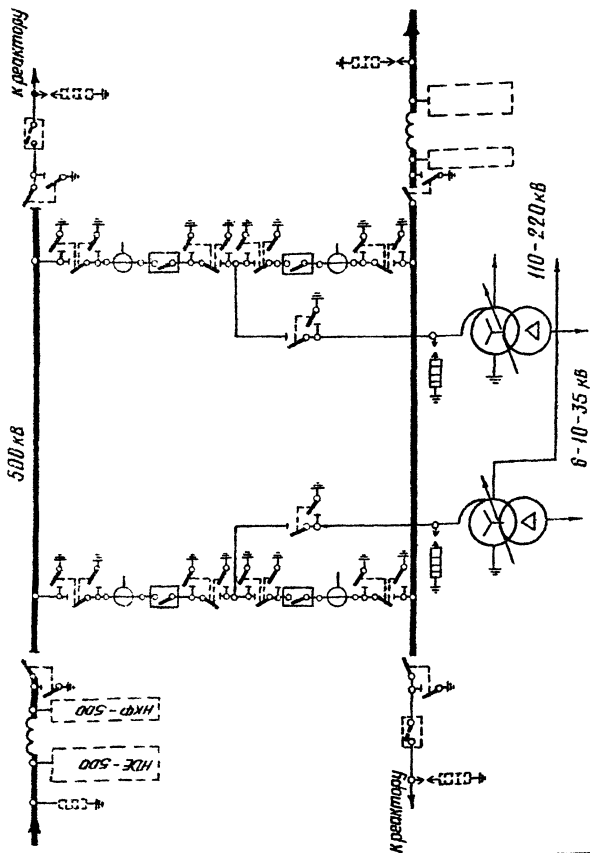 к реактору
500 кв
110-220 кв
6-10-35 кв
НКФ-500
НДЕ-500
к реактору